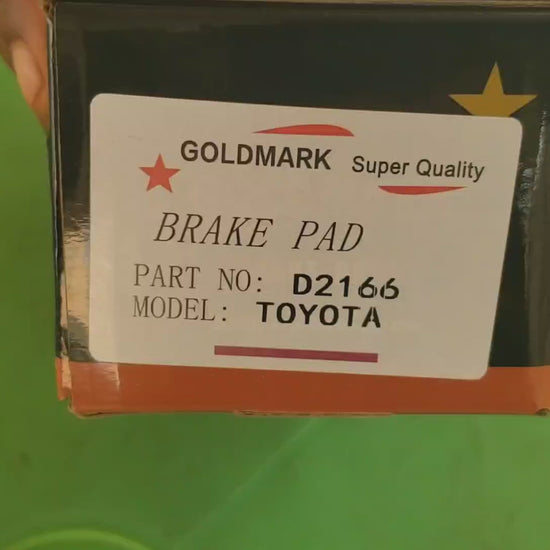 GOLDMARK Super Quality
BRAKE PAD
PART NO: D2166
MODEL: TOYOTA